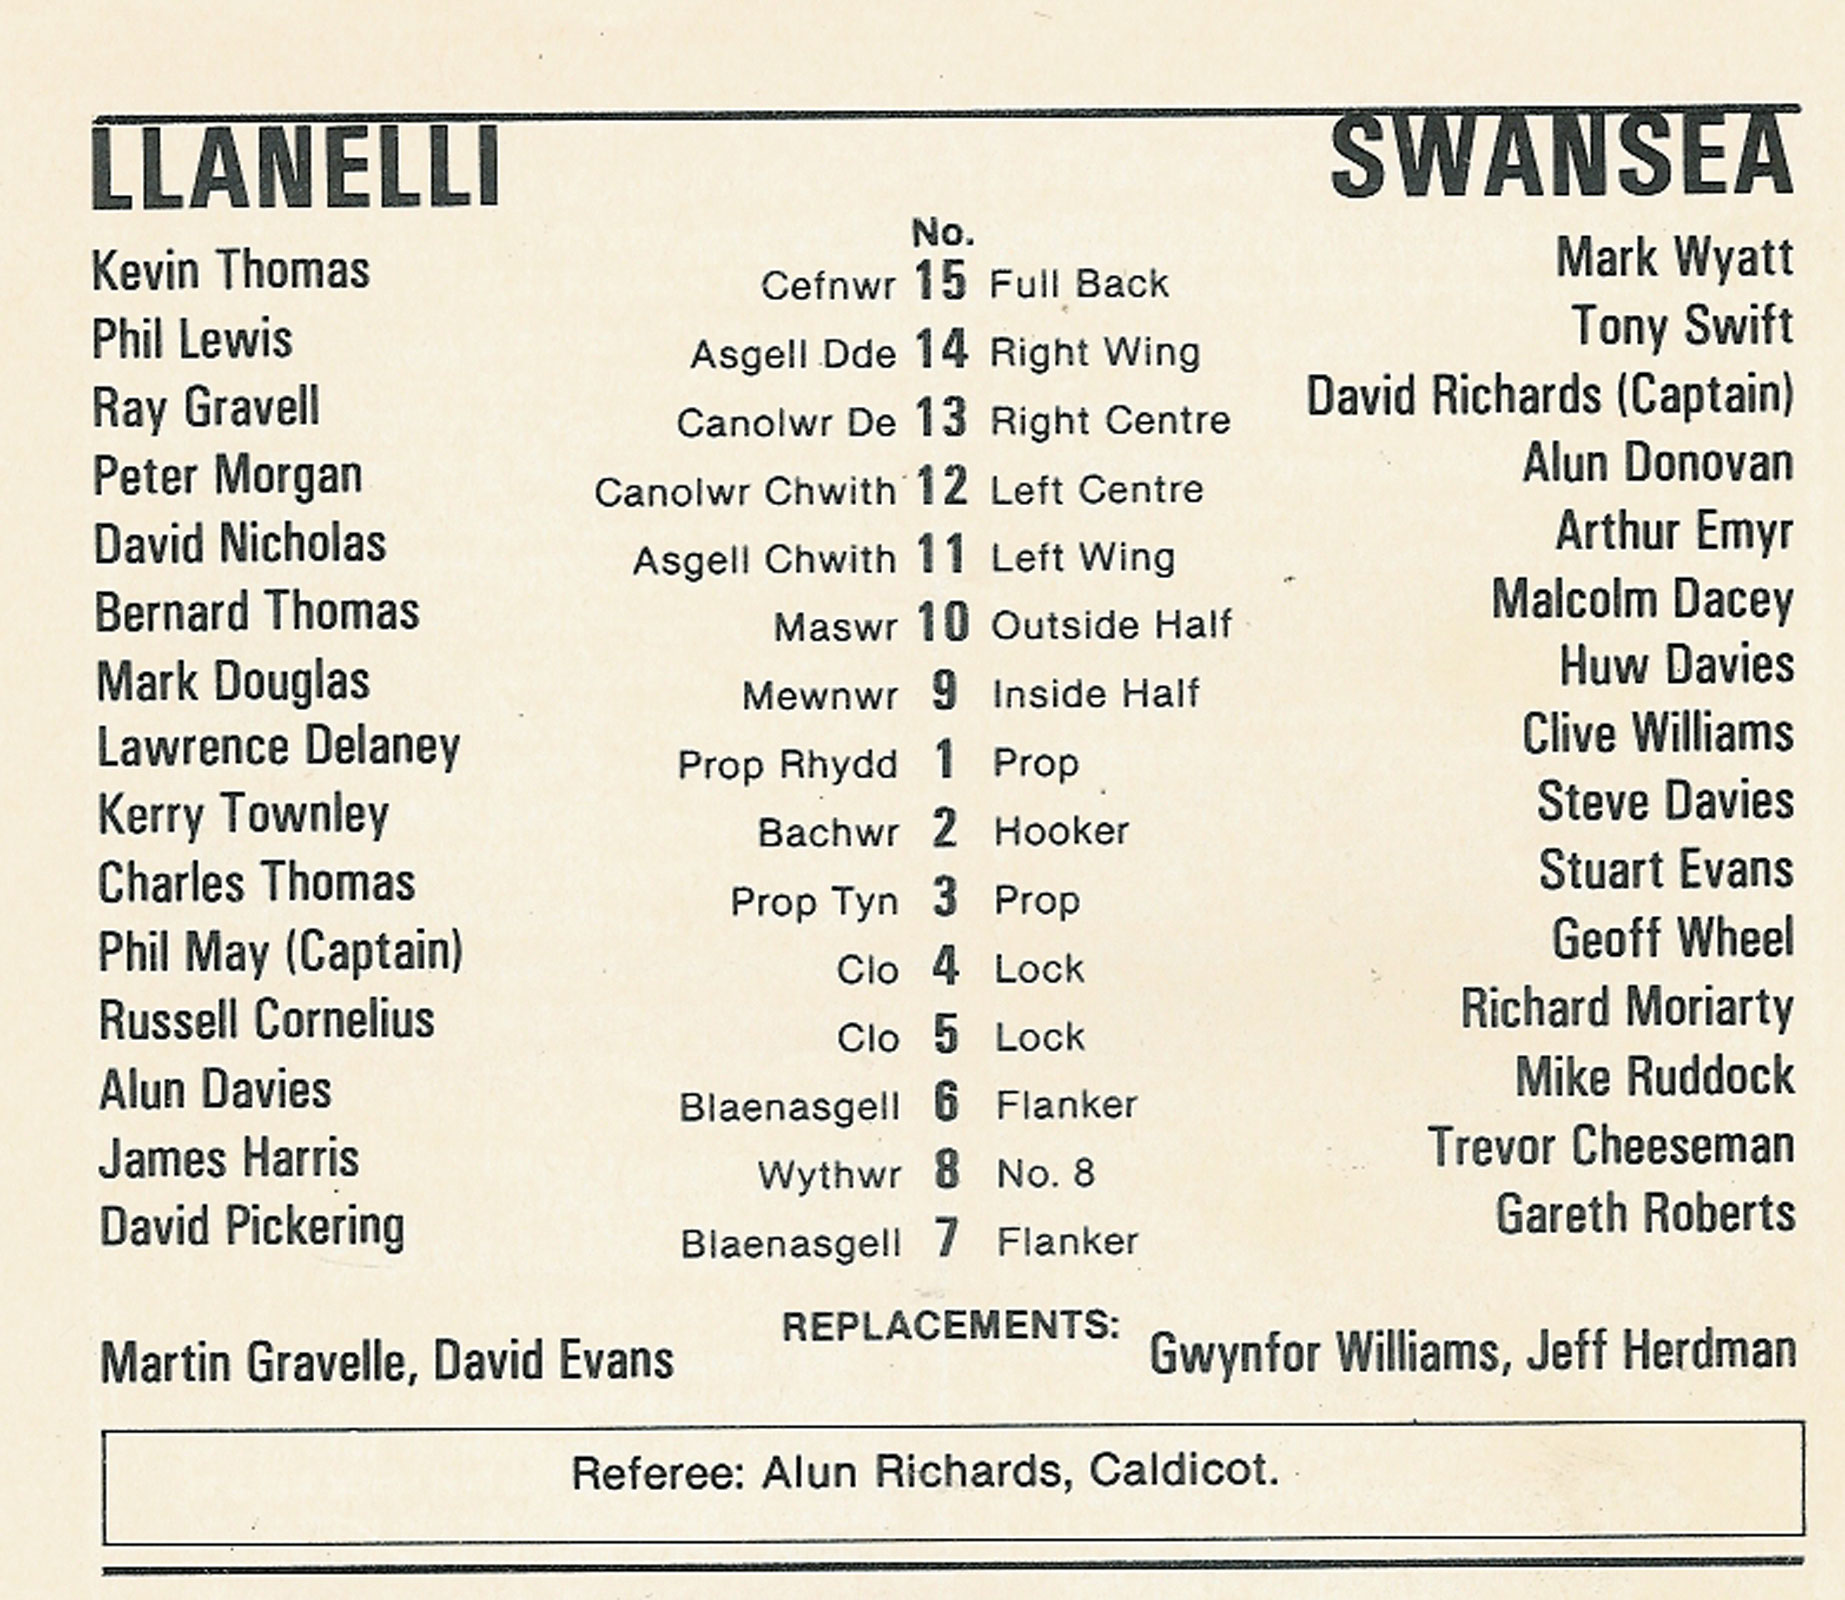 LLANELLI SWANSEA
No.
Kevin Thomas Cefnwr 15 Full Back Mark Wyatt
Phil Lewis Asgell Dde 14 Right Wing Tony Swift
Ray Gravell Canolwr De 13 Right Centre David Richards (Captain)
Peter Morgan Canolwr Chwith 12 Left Centre Alun Donovan
David Nicholas Asgell Chwith 11 Left Wing Arthur Emyr
Bernard Thomas Maswr 10 Outside Half Malcolm Dacey
Mark Douglas Mewnwr 9 Inside Half Huw Davies
Lawrence Delaney Prop Rhydd 1 Prop Clive Williams
Kerry Townley Bachwr 2 Hooker Steve Davies
Charles Thomas Prop Tyn 3 Prop Stuart Evans
Phil May (Captain) Clo 4 Lock Geoff Wheel
Russell Cornelius Clo 5 Lock Richard Moriarty
Alun Davies Blaenasgell 6 Flanker Mike Ruddock
James Harris Wythwr 8 No. 8 Trevor Cheeseman
David Pickering Blaenasgell 7 Flanker Gareth Roberts
REPLACEMENTS:
Martin Gravelle, David Evans Gwynfor Williams, Jeff Herdman
Referee: Alun Richards, Caldicot.